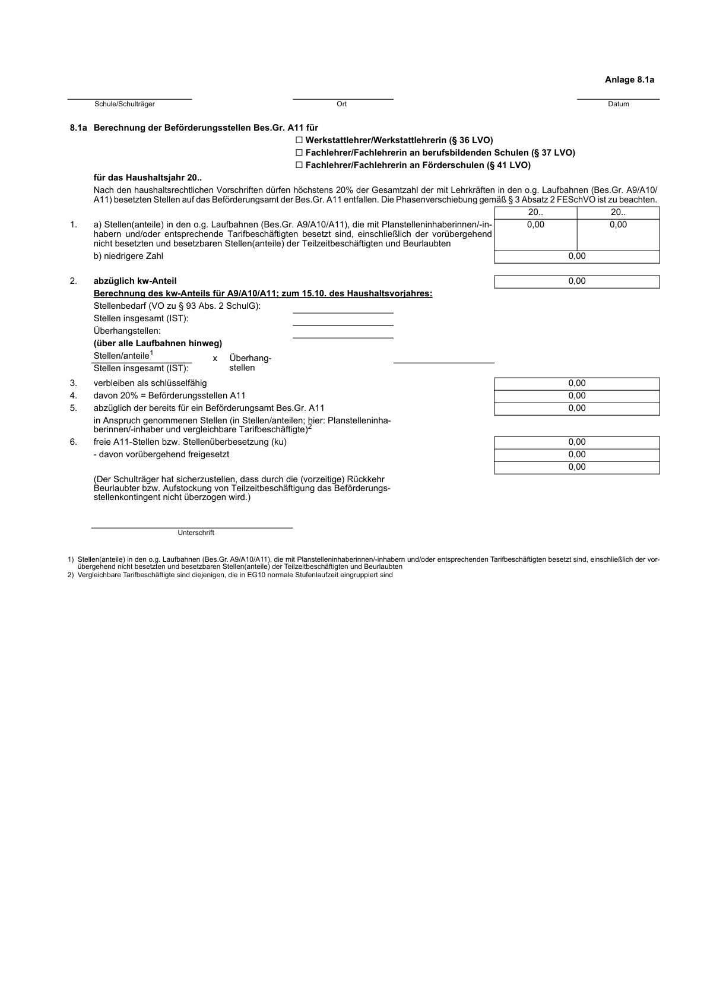 Anlage 8.1a
Schule/Schulträger Ort Datum
8.1a Berechnung der Beförderungsstellen Bes.Gr. A11 für
☐ Werkstattlehrer/Werkstattlehrerin (§ 36 LVO)
☐ Fachlehrer/Fachlehrerin an berufsbildenden Schulen (§ 37 LVO)
☐ Fachlehrer/Fachlehrerin an Förderschulen (§ 41 LVO)
für das Haushaltsjahr 20..
Nach den haushaltsrechtlichen Vorschriften dürfen höchstens 20% der Gesamtzahl der mit Lehrkräften in den o.g. Laufbahnen (Bes.Gr. A9/A10/
A11) besetzten Stellen auf das Beförderungsamt der Bes.Gr. A11 entfallen. Die Phasenverschiebung gemäß § 3 Absatz 2 FESchVO ist zu beachten.
20.. 20..
1. a) Stellen(anteile) in den o.g. Laufbahnen (Bes.Gr. A9/A10/A11), die mit Planstelleninhaberinnen/-in- 0,00 0,00
habern und/oder entsprechende Tarifbeschäftigten besetzt sind, einschließlich der vorübergehend
nicht besetzten und besetzbaren Stellen(anteile) der Teilzeitbeschäftigten und Beurlaubten
b) niedrigere Zahl 0,00
2. abzüglich kw-Anteil 0,00
Berechnung des kw-Anteils für A9/A10/A11; zum 15.10. des Haushaltsvorjahres:
Stellenbedarf (VO zu § 93 Abs. 2 SchulG):
Stellen insgesamt (IST):
Überhangstellen:
(über alle Laufbahnen hinweg)
Stellen/anteile1 x Überhang-
Stellen insgesamt (IST): stellen
3. verbleiben als schlüsselfähig 0,00
4. davon 20% = Beförderungsstellen A11 0,00
5. abzüglich der bereits für ein Beförderungsamt Bes.Gr. A11 0,00
in Anspruch genommenen Stellen (in Stellen/anteilen; hier: Planstelleninha-
berinnen/-inhaber und vergleichbare Tarifbeschäftigte)2
6. freie A11-Stellen bzw. Stellenüberbesetzung (ku) 0,00
- davon vorübergehend freigesetzt 0,00
0,00
(Der Schulträger hat sicherzustellen, dass durch die (vorzeitige) Rückkehr
Beurlaubter bzw. Aufstockung von Teilzeitbeschäftigung das Beförderungs-
stellenkontingent nicht überzogen wird.)
Unterschrift
1) Stellen(anteile) in den o.g. Laufbahnen (Bes.Gr. A9/A10/A11), die mit Planstelleninhaberinnen/-inhabern und/oder entsprechenden Tarifbeschäftigten besetzt sind, einschließlich der vor-
übergehend nicht besetzten und besetzbaren Stellen(anteile) der Teilzeitbeschäftigten und Beurlaubten
2) Vergleichbare Tarifbeschäftigte sind diejenigen, die in EG10 normale Stufenlaufzeit eingruppiert sind